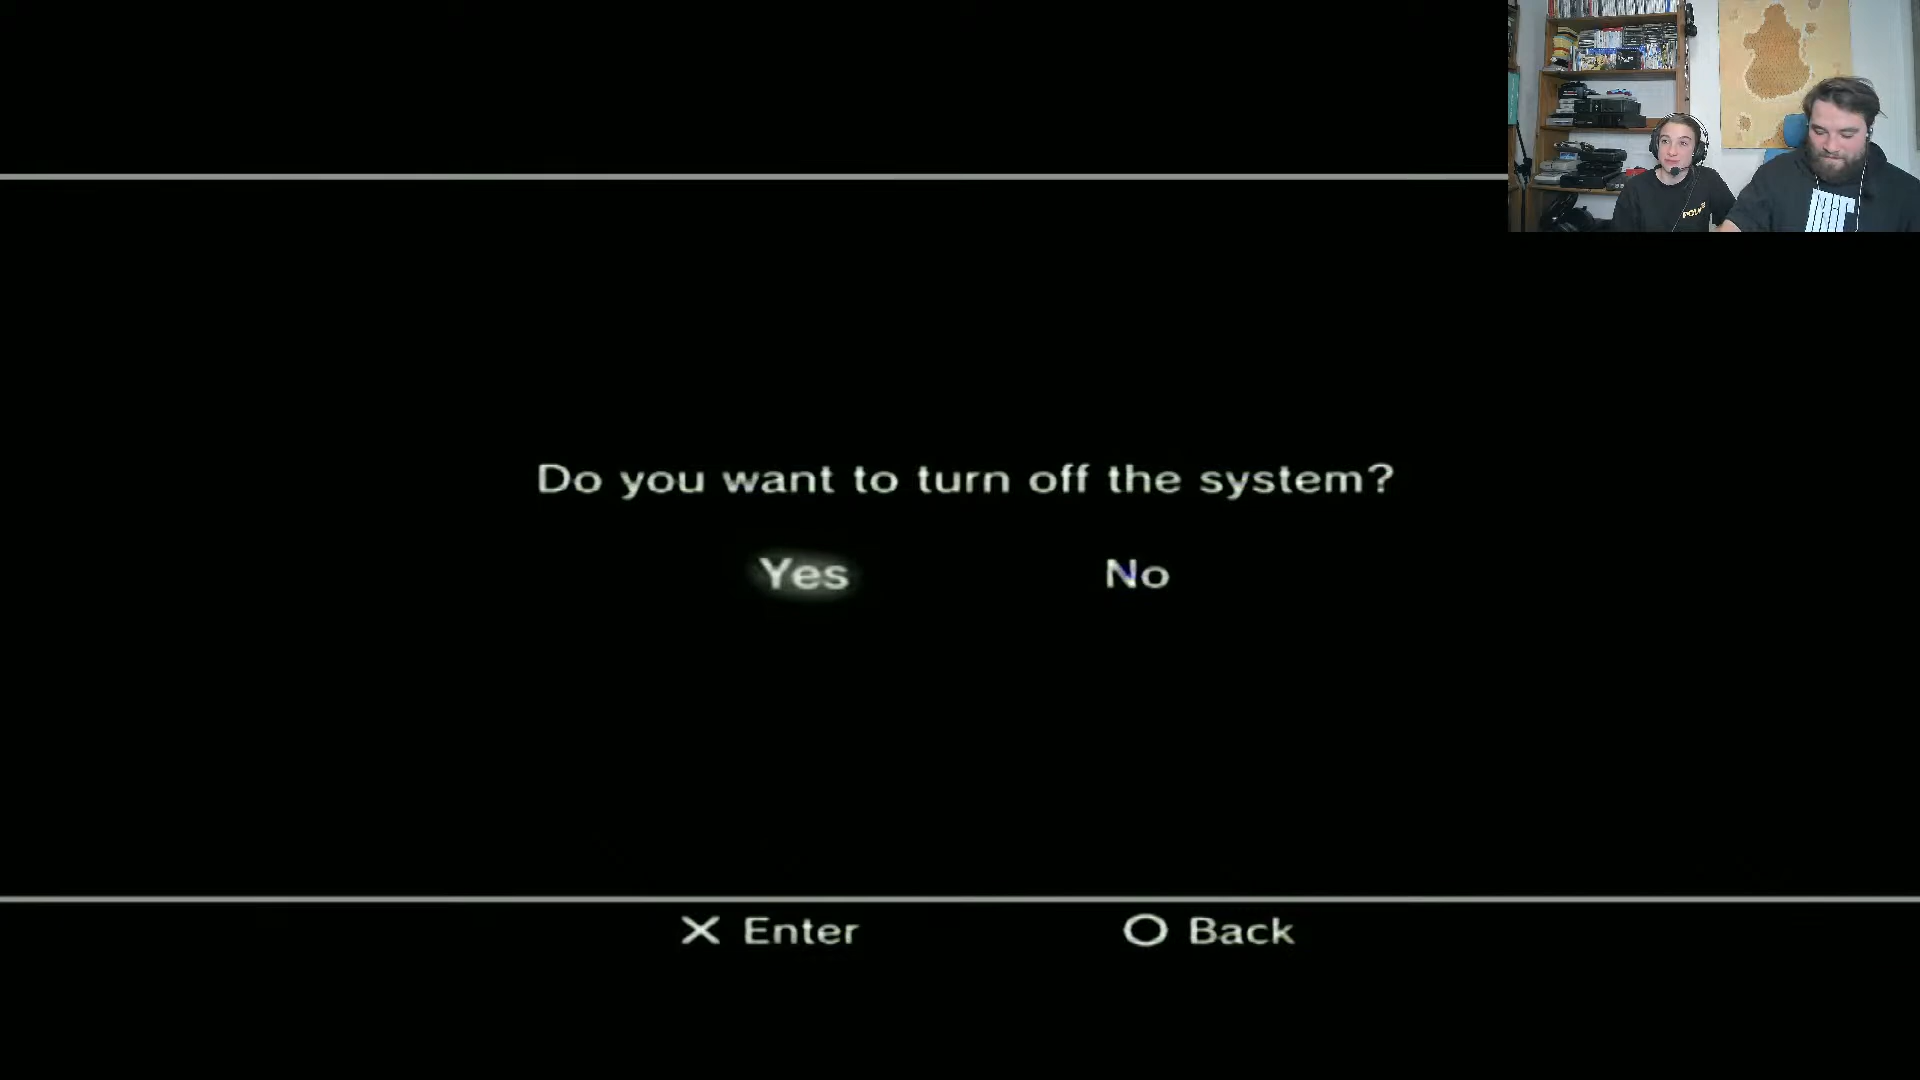 Do you want to turn off the system?
Yes No
X Enter O Back